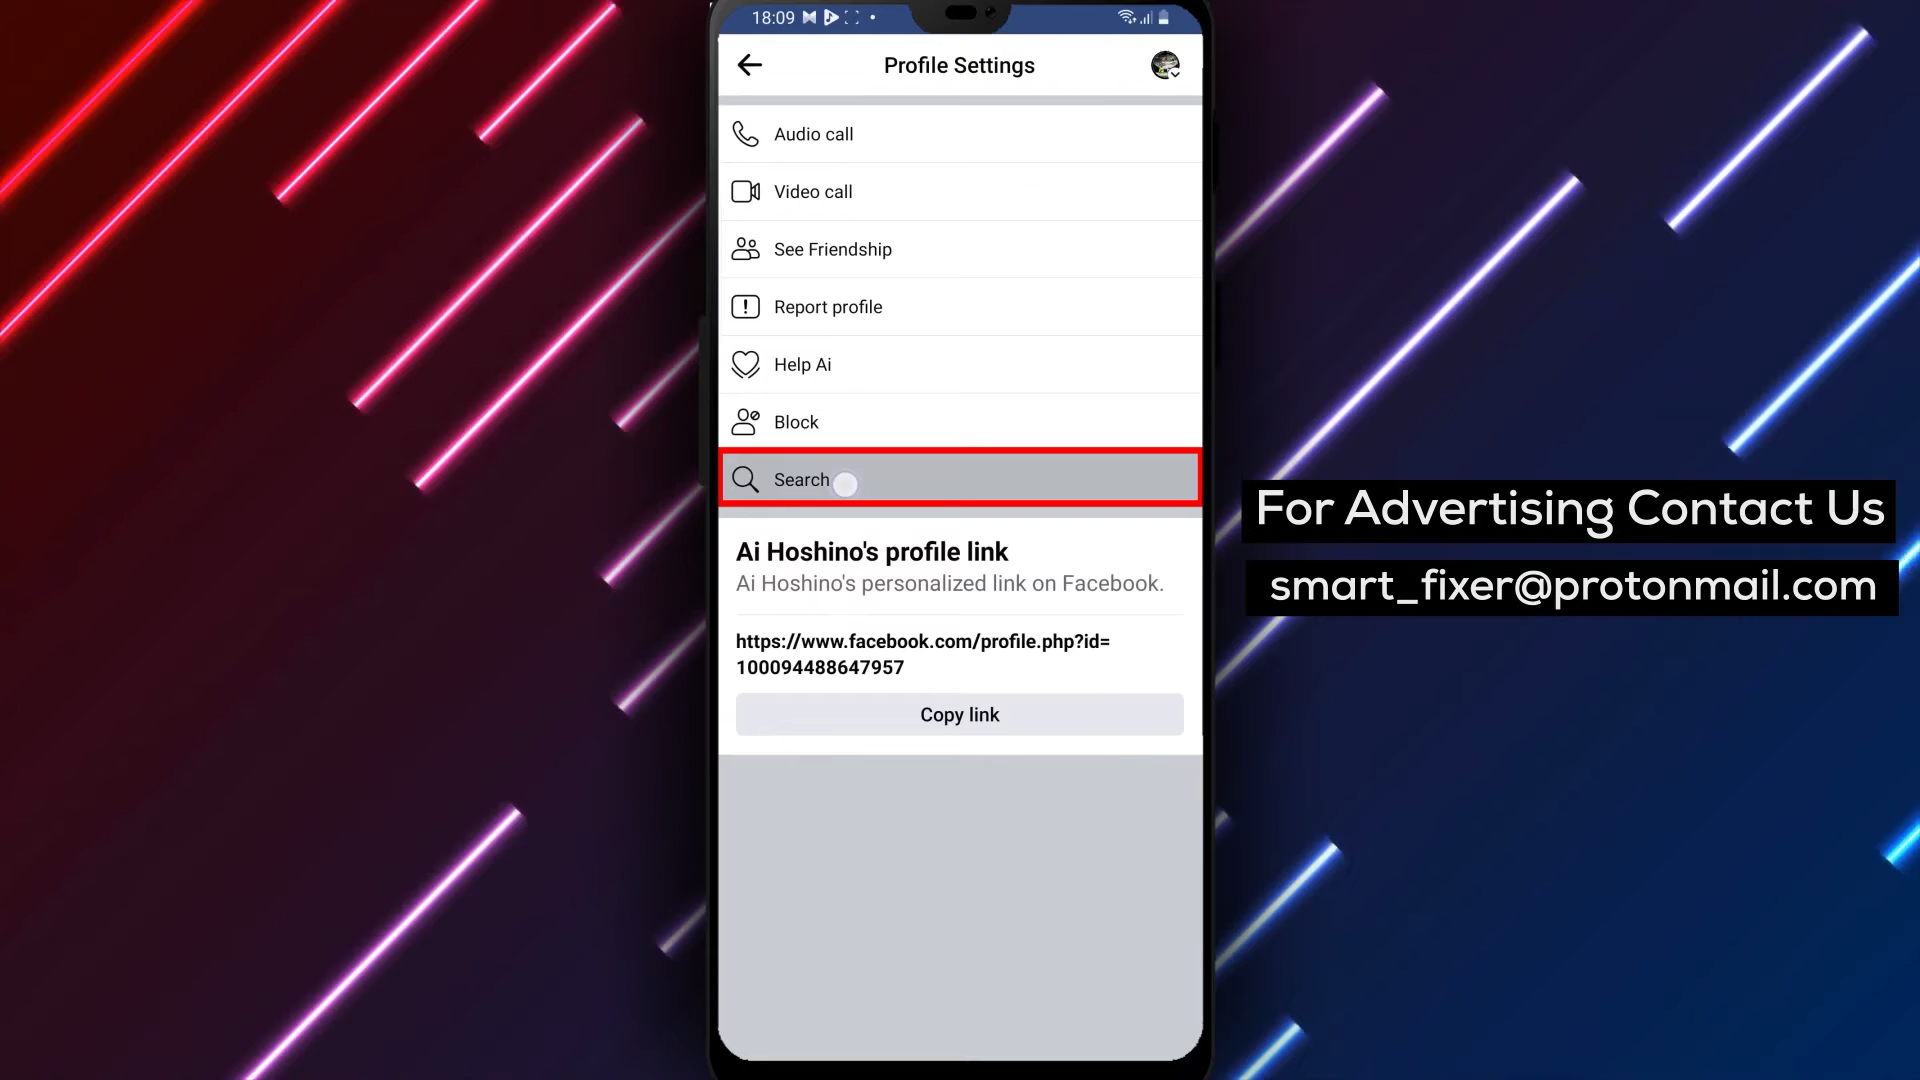 18:09
Profile Settings
Audio call
Video call
See Friendship
Report profile
Help Ai
Block
Search
Ai Hoshino's profile link
Ai Hoshino's personalized link on Facebook.
https://www.facebook.com/profile.php?id=
100094488647957
Copy link
For Advertising Contact Us
smart_fixer@protonmail.com